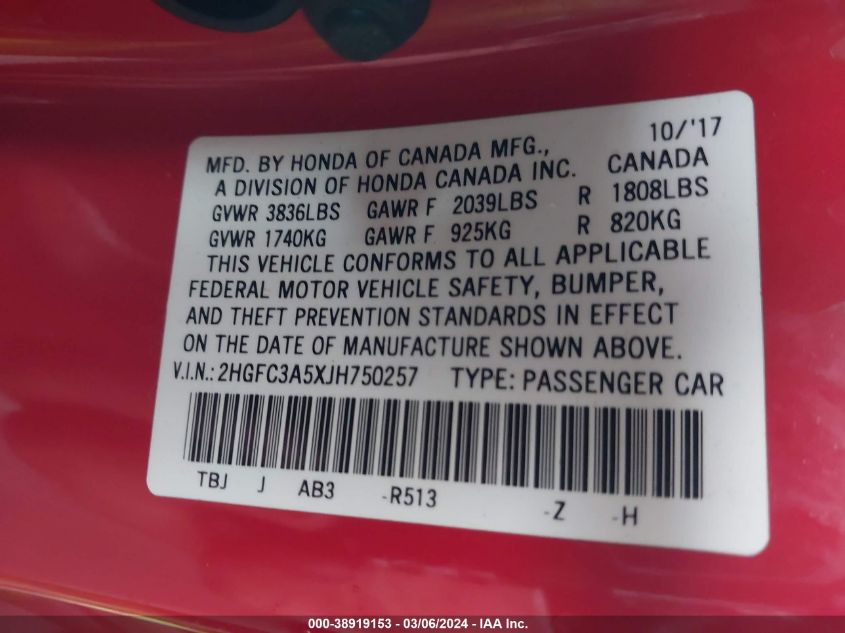 10/'17
MFD. BY HONDA OF CANADA MFG., CANADA
A DIVISION OF HONDA CANADA INC.
GVWR 3836LBS GAWR F 2039LBS R 1808LBS
GVWR 1740KG GAWR F 925KG R 820KG
THIS VEHICLE CONFORMS TO ALL APPLICABLE
FEDERAL MOTOR VEHICLE SAFETY, BUMPER,
AND THEFT PREVENTION STANDARDS IN EFFECT
ON THE DATE OF MANUFACTURE SHOWN ABOVE.
V.I.N.: 2HGFC3A5XJH750257 TYPE: PASSENGER CAR
TBJ J AB3 -R513 -Z -H
000-38919153 - 03/06/2024 - IAA Inc.